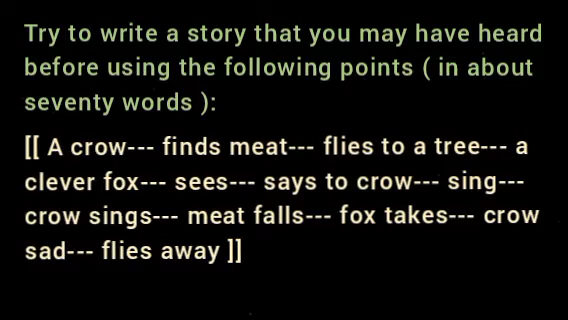 Try to write a story that you may have heard
before using the following points ( in about
seventy words ):
[[ A crow--- finds meat--- flies to a tree--- a
clever fox--- sees--- says to crow--- sing---
crow sings--- meat falls--- fox takes--- crow
sad--- flies away ]]